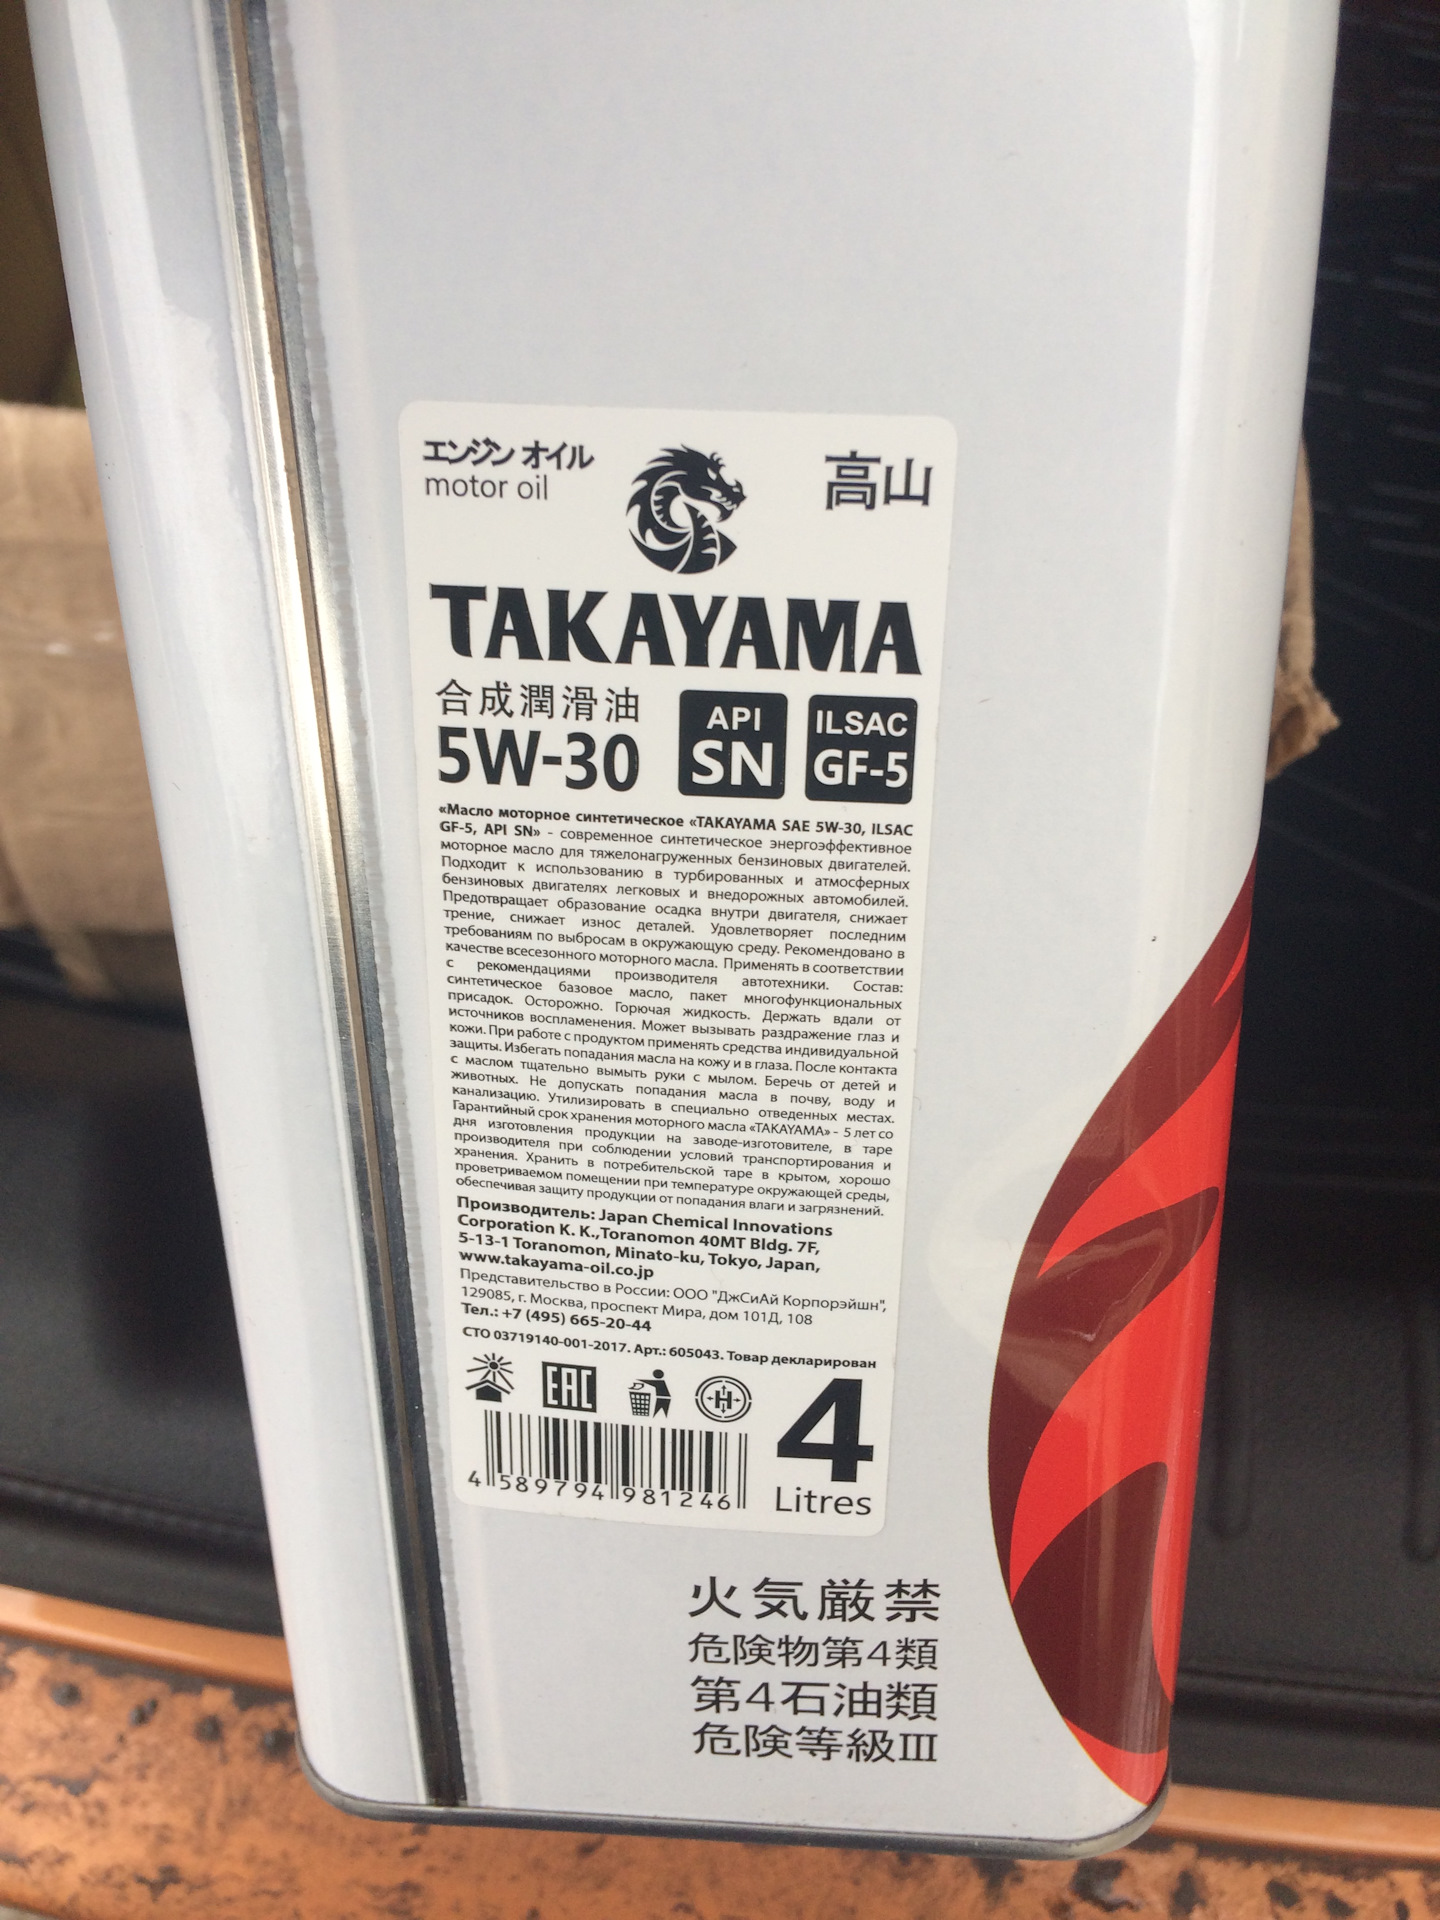 エンジン オイル
motor oil
高山
TAKAYAMA
合成潤滑油
5W-30
API
SN
ILSAC
GF-5
«Масло моторное синтетическое «TAKAYAMA SAE 5W-30, ILSAC
GF-5, API SN» - современное синтетическое энергоэффективное
моторное масло для тяжелонагруженных бензиновых двигателей.
Подходит к использованию в турбированных и атмосферных
бензиновых двигателях легковых и внедорожных автомобилей.
Предотвращает образование осадка внутри двигателя, снижает
трение, снижает износ деталей. Удовлетворяет последним
требованиям по выбросам в окружающую среду. Рекомендовано в
качестве всесезонного моторного масла. Применять в соответствии
с рекомендациями производителя автотехники. Состав:
синтетическое базовое масло, пакет многофункциональных
присадок. Осторожно. Горючая жидкость. Держать вдали от
источников воспламенения. Может вызывать раздражение глаз и
кожи. При работе с продуктом применять средства индивидуальной
защиты. Избегать попадания масла на кожу и в глаза. После контакта
с маслом тщательно вымыть руки с мылом. Беречь от детей и
животных. Не допускать попадания масла в почву, воду и
канализацию. Утилизировать в специально отведенных местах.
Гарантийный срок хранения моторного масла «TAKAYAMA» - 5 лет со
дня изготовления продукции на заводе-изготовителе, в таре
производителя при соблюдении условий транспортирования и
хранения. Хранить в потребительской таре в крытом, хорошо
проветриваемом помещении при температуре окружающей среды,
обеспечивая защиту продукции от попадания влаги и загрязнений.
Производитель: Japan Chemical Innovations
Corporation K. K.,Toranomon 40MT Bldg. 7F,
5-13-1 Toranomon, Minato-ku, Tokyo, Japan,
www.takayama-oil.co.jp
Представительство в России: ООО "ДжСиАй Корпорэйшн",
129085, г. Москва, проспект Мира, дом 101Д, 108
Тел.: +7 (495) 665-20-44
СТО 03719140-001-2017. Арт.: 605043. Товар декларирован
EAC
H
4
Litres
4 589794 981246
火気厳禁
危険物第4類
第4石油類
危険等級III